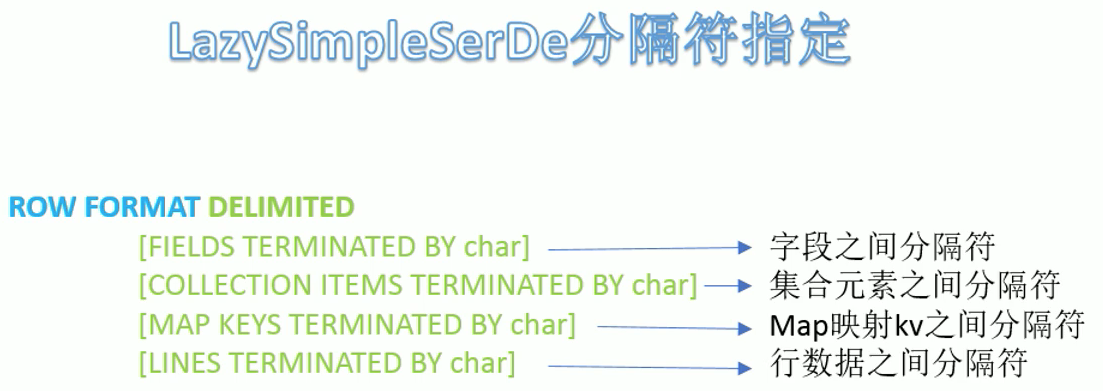 LazySimpleSerDe分隔符指定
ROW FORMAT DELIMITED
[FIELDS TERMINATED BY char] 字段之间分隔符
[COLLECTION ITEMS TERMINATED BY char] 集合元素之间分隔符
[MAP KEYS TERMINATED BY char] Map映射kv之间分隔符
[LINES TERMINATED BY char] 行数据之间分隔符